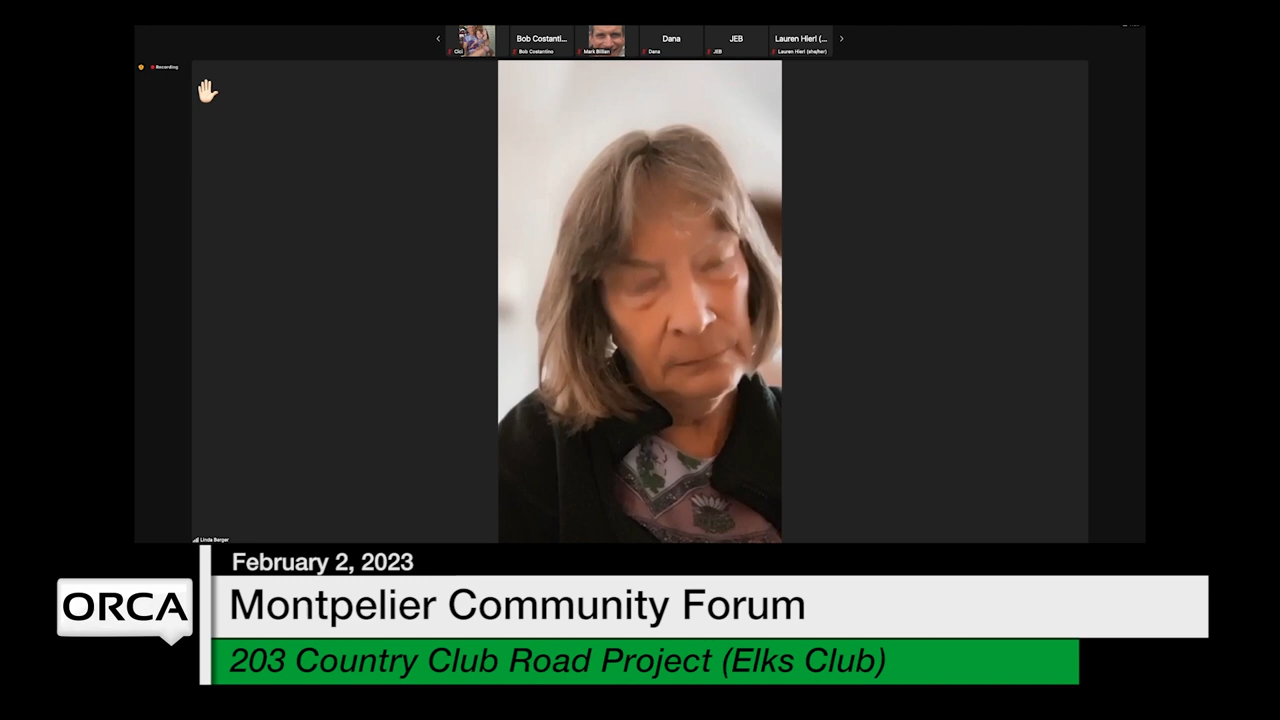 Bob Costanti... Dana JEB Lauren Hierl (...
Cici Bob Costantino Mark Billian Dana JEB Lauren Hierl (she/her)
Recording
Linda Berger
February 2, 2023
ORCA
Montpelier Community Forum
203 Country Club Road Project (Elks Club)